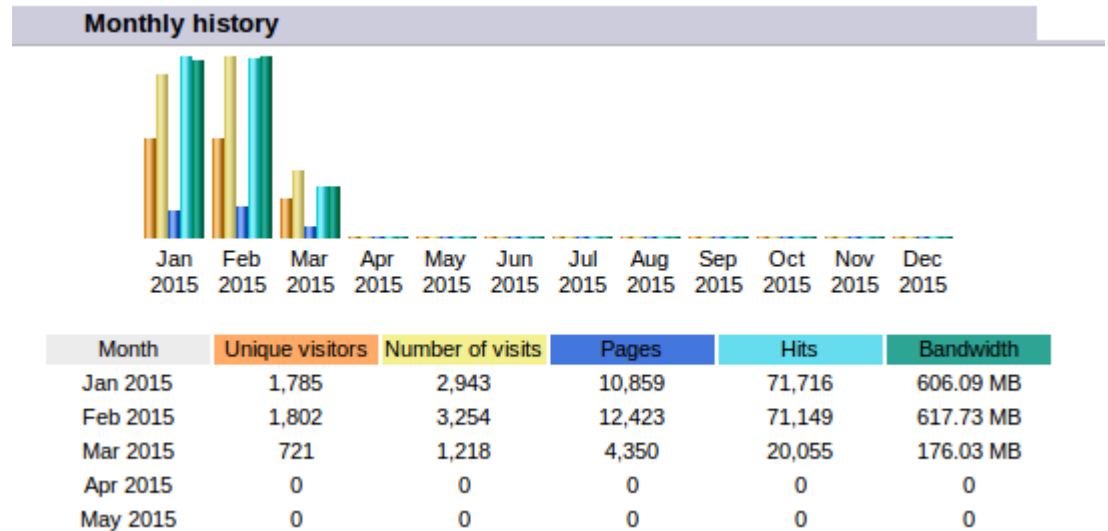 Monthly history
Jan Feb Mar Apr May Jun Jul Aug Sep Oct Nov Dec
2015 2015 2015 2015 2015 2015 2015 2015 2015 2015 2015 2015
Month Unique visitors Number of visits Pages Hits Bandwidth
Jan 2015 1,785 2,943 10,859 71,716 606.09 MB
Feb 2015 1,802 3,254 12,423 71,149 617.73 MB
Mar 2015 721 1,218 4,350 20,055 176.03 MB
Apr 2015 0 0 0 0 0
May 2015 0 0 0 0 0